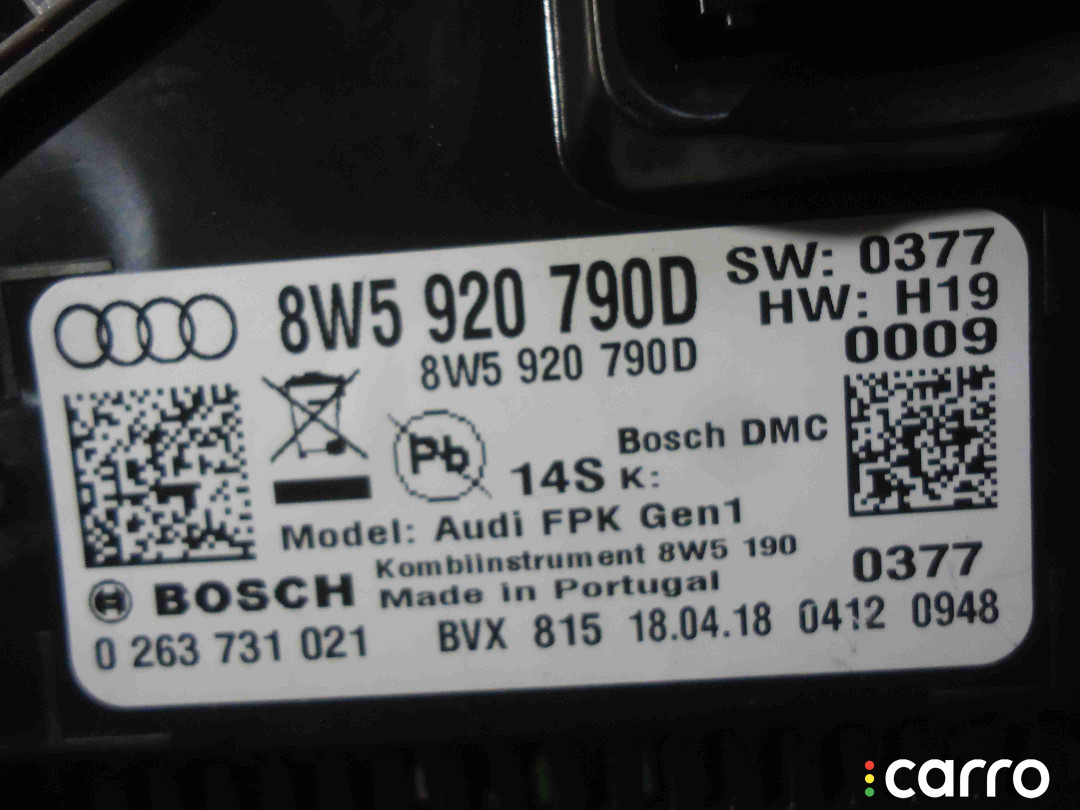 8W5 920 790D
SW: 0377
HW: H19
0009
8W5 920 790D
Bosch DMC
Pb
14S K:
Model: Audi FPK Gen1
Kombiinstrument 8W5 190
0377
BOSCH
Made in Portugal
0 263 731 021
BVX 815 18.04.18 0412 0948
carro